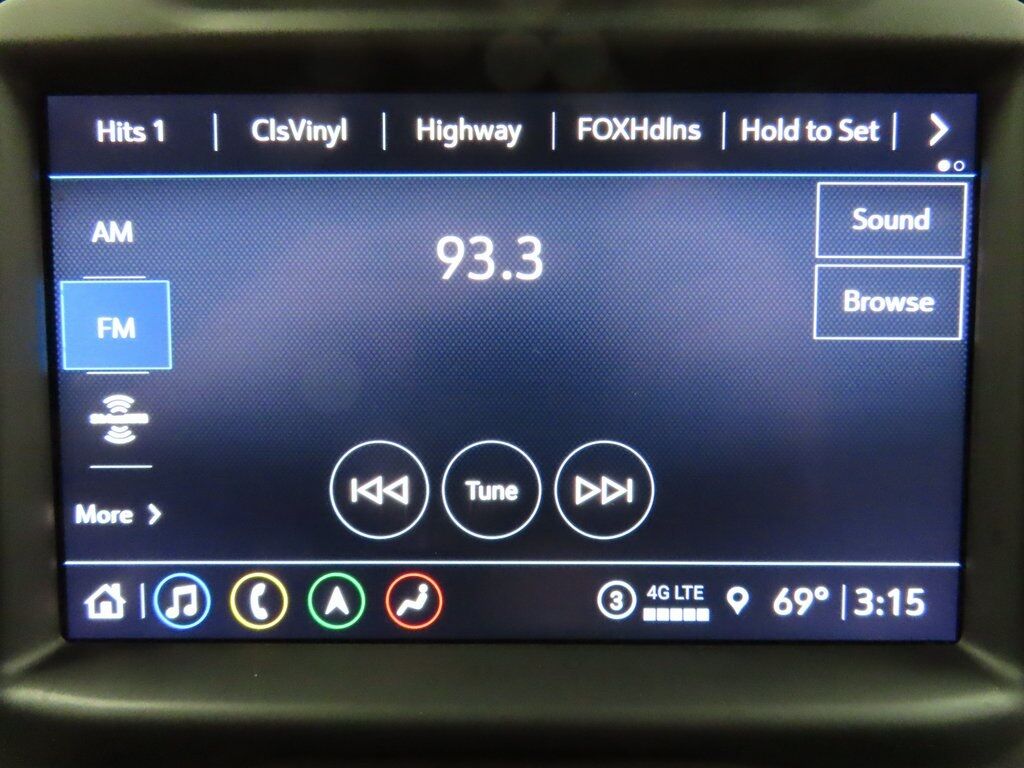 Hits 1 ClsVinyl Highway FOXHdlns Hold to Set
AM
93.3
Sound
FM
Browse
Tune
More
3 4G LTE 69° 3:15